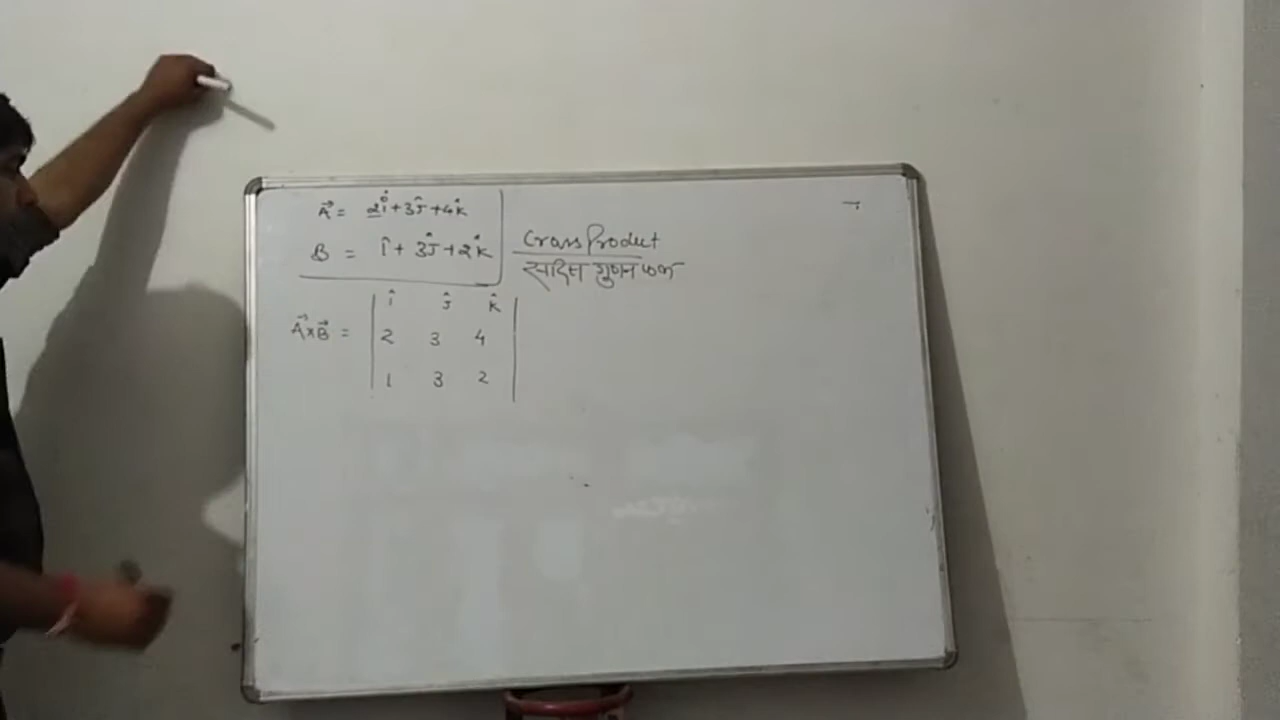 A⃗ = 2î+3ĵ+4k̂
B = î + 3ĵ+2k̂
Cross Product
सदिश गुणनफल
î ĵ k̂
A⃗×B⃗ =
2 3 4
1 3 2